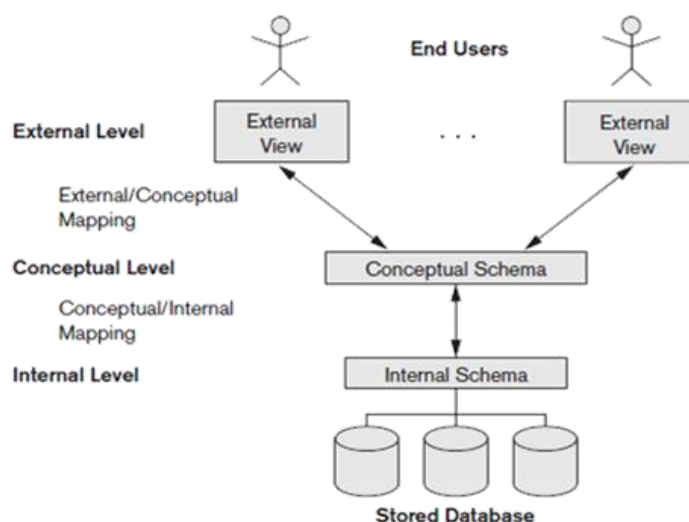 End Users
External Level
External
View
. . .
External
View
External/Conceptual
Mapping
Conceptual Level
Conceptual Schema
Conceptual/Internal
Mapping
Internal Level
Internal Schema
Stored Database